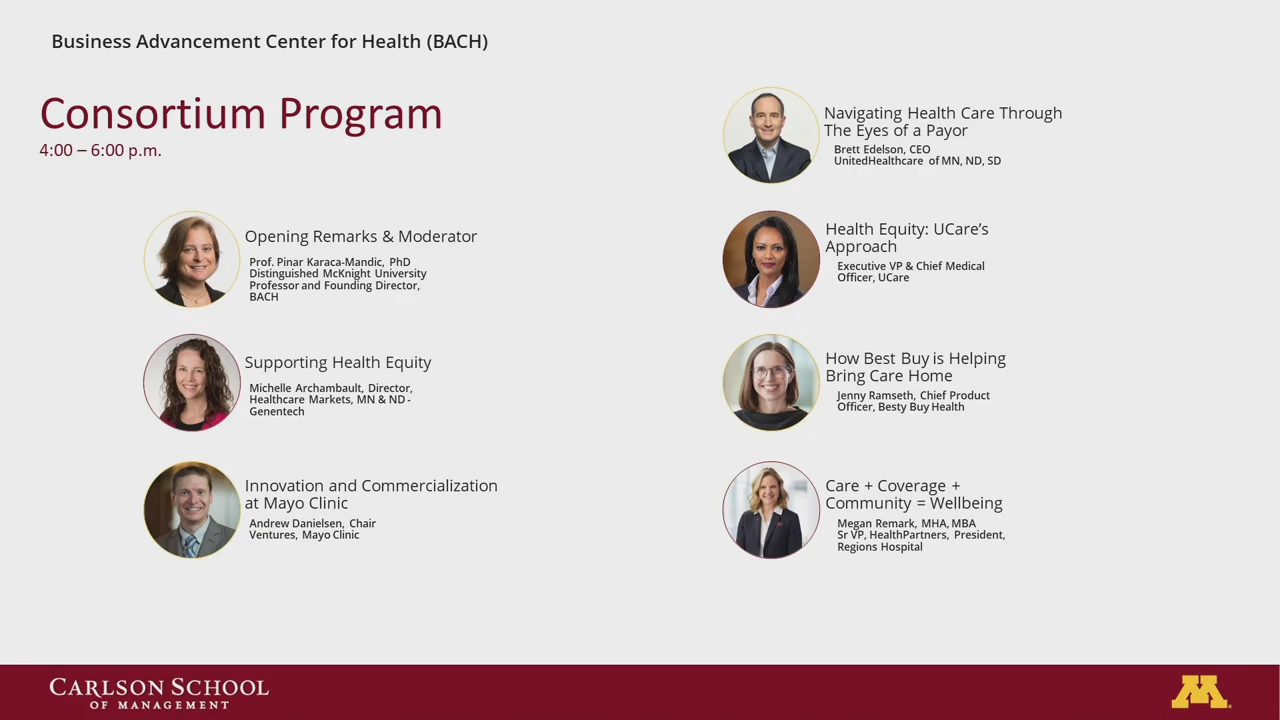 Business Advancement Center for Health (BACH)
Consortium Program
4:00 – 6:00 p.m.
Opening Remarks & Moderator
Prof. Pinar Karaca-Mandic, PhD
Distinguished McKnight University
Professor and Founding Director,
BACH
Supporting Health Equity
Michelle Archambault, Director,
Healthcare Markets, MN & ND -
Genentech
Innovation and Commercialization
at Mayo Clinic
Andrew Danielsen, Chair
Ventures, Mayo Clinic
Navigating Health Care Through
The Eyes of a Payor
Brett Edelson, CEO
UnitedHealthcare of MN, ND, SD
Health Equity: UCare’s
Approach
Executive VP & Chief Medical
Officer, UCare
How Best Buy is Helping
Bring Care Home
Jenny Ramseth, Chief Product
Officer, Besty Buy Health
Care + Coverage +
Community = Wellbeing
Megan Remark, MHA, MBA
Sr VP, HealthPartners, President,
Regions Hospital
CARLSON SCHOOL
OF MANAGEMENT
M